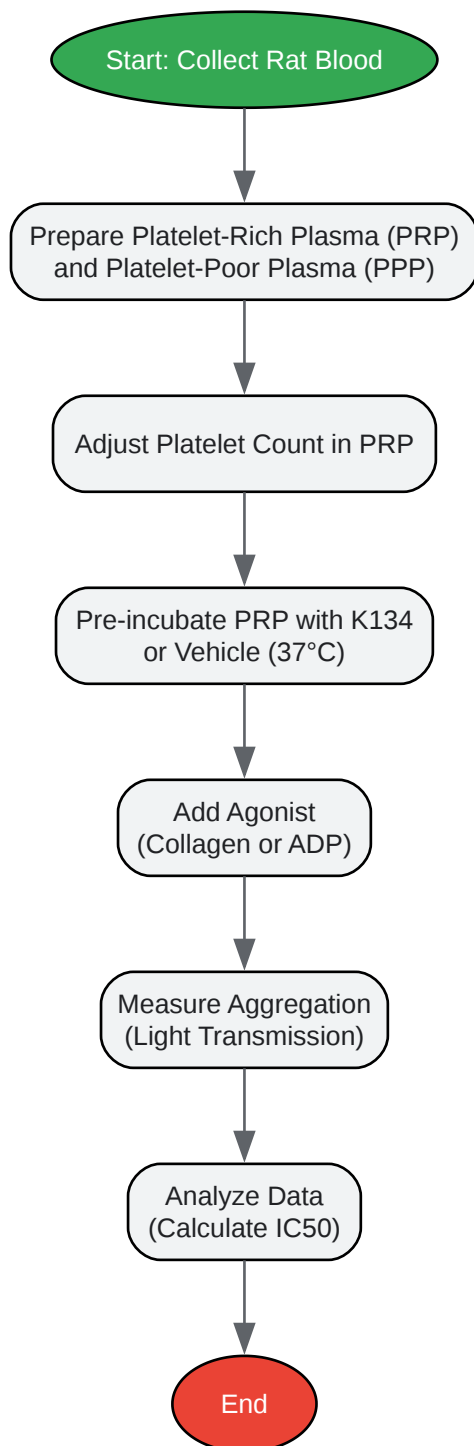 Start: Collect Rat Blood
Prepare Platelet-Rich Plasma (PRP)
and Platelet-Poor Plasma (PPP)
Adjust Platelet Count in PRP
Pre-incubate PRP with K134
or Vehicle (37°C)
Add Agonist
(Collagen or ADP)
Measure Aggregation
(Light Transmission)
Analyze Data
(Calculate IC50)
End